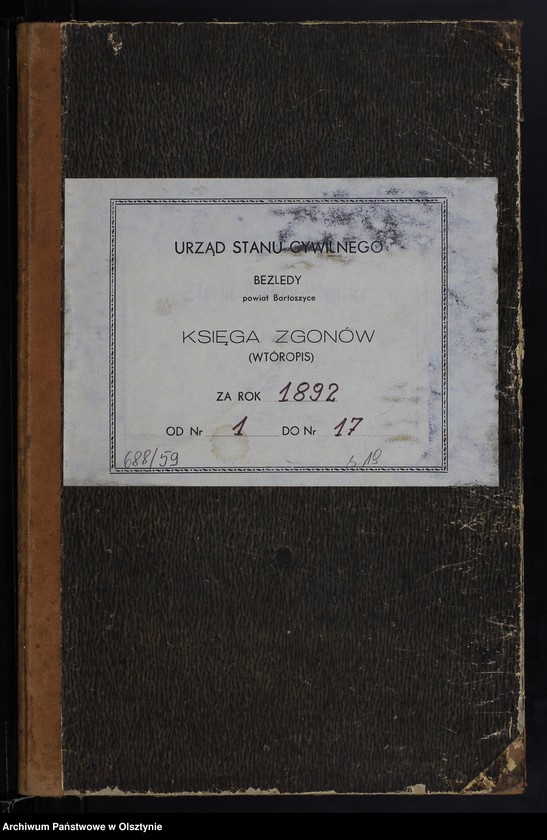 URZĄD STANU CYWILNEGO
BEZLEDY
powiat Bartoszyce
KSIĘGA ZGONÓW
(WTÓROPIS)
ZA ROK 1892
OD Nr 1 DO Nr 17
688/59 s. 19
Archiwum Państwowe w Olsztynie